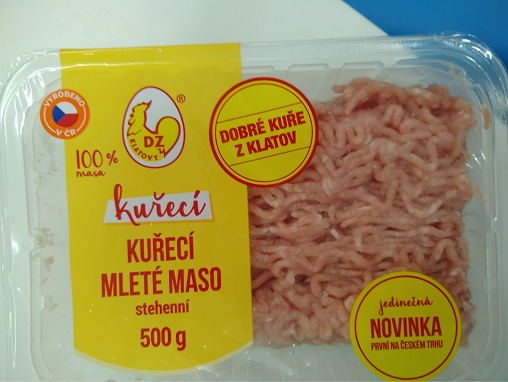 VYROBENO
V ČR
DZ
KLATOVY
®
100%
masa
kuřecí
KUŘECÍ
MLETÉ MASO
stehenní
500 g
DOBRÉ KUŘE
Z KLATOV
jedinečná
NOVINKA
PRVNÍ NA ČESKÉM TRHU